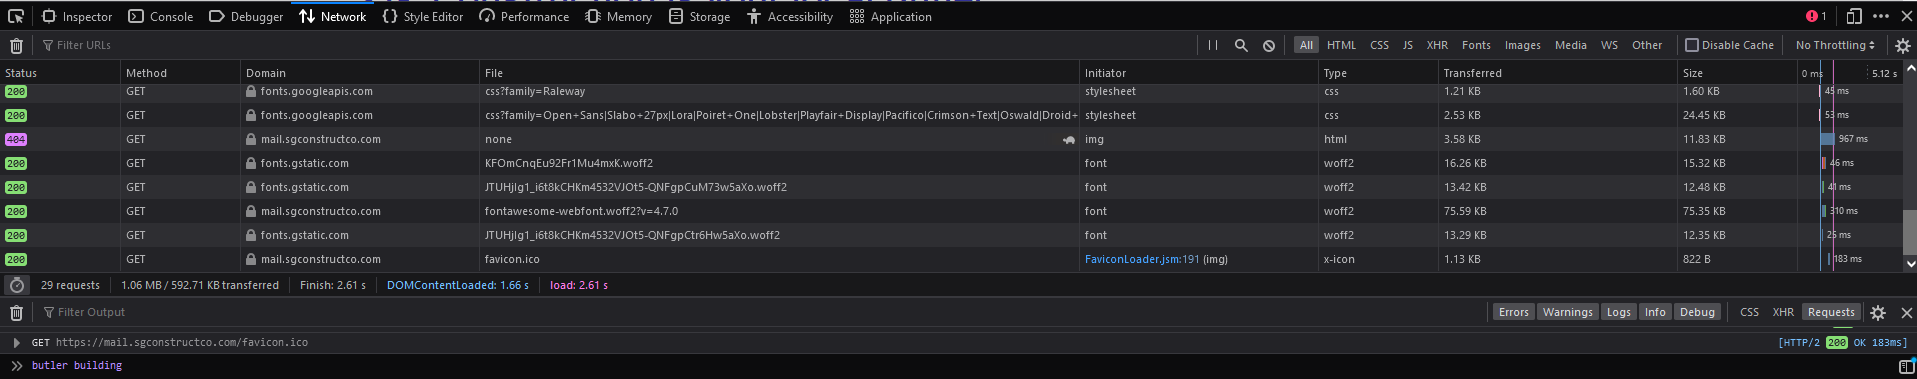 Inspector Console Debugger Network Style Editor Performance Memory Storage Accessibility Application 1
Filter URLs All HTML CSS JS XHR Fonts Images Media WS Other Disable Cache No Throttling
Status Method Domain File Initiator Type Transferred Size 0 ms 5.12 s
200 GET fonts.googleapis.com css?family=Raleway stylesheet css 1.21 KB 1.60 KB 45 ms
200 GET fonts.googleapis.com css?family=Open+Sans|Slabo+27px|Lora|Poiret+One|Lobster|Playfair+Display|Pacifico|Crimson+Text|Oswald|Droid+ stylesheet css 2.53 KB 24.45 KB 53 ms
404 GET mail.sgconstructco.com none img html 3.58 KB 11.83 KB 967 ms
200 GET fonts.gstatic.com KFOmCnqEu92Fr1Mu4mxK.woff2 font woff2 16.26 KB 15.32 KB 46 ms
200 GET fonts.gstatic.com JTUHjIg1_i6t8kCHKm4532VJOt5-QNFgpCuM73w5aXo.woff2 font woff2 13.42 KB 12.48 KB 41 ms
200 GET mail.sgconstructco.com fontawesome-webfont.woff2?v=4.7.0 font woff2 75.59 KB 75.35 KB 310 ms
200 GET fonts.gstatic.com JTUHjIg1_i6t8kCHKm4532VJOt5-QNFgpCtr6Hw5aXo.woff2 font woff2 13.29 KB 12.35 KB 25 ms
200 GET mail.sgconstructco.com favicon.ico FaviconLoader.jsm:191 (img) x-icon 1.13 KB 822 B 183 ms
29 requests 1.06 MB / 592.71 KB transferred Finish: 2.61 s DOMContentLoaded: 1.66 s load: 2.61 s
Filter Output Errors Warnings Logs Info Debug CSS XHR Requests
GET https://mail.sgconstructco.com/favicon.ico [HTTP/2 200 OK 183ms]
butler building